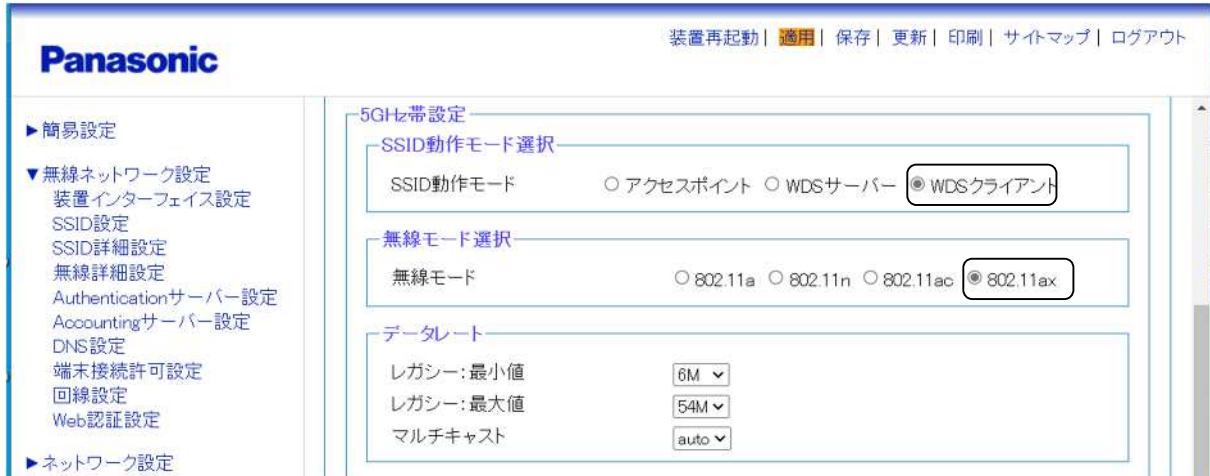 Panasonic
装置再起動| 適用| 保存| 更新| 印刷| サイトマップ| ログアウト
▶簡易設定
▼無線ネットワーク設定
装置インターフェイス設定
SSID設定
SSID詳細設定
無線詳細設定
Authenticationサーバー設定
Accountingサーバー設定
DNS設定
端末接続許可設定
回線設定
Web認証設定
▶ネットワーク設定
5GHz帯設定
SSID動作モード選択
SSID動作モード アクセスポイント WDSサーバー WDSクライアント
無線モード選択
無線モード 802.11a 802.11n 802.11ac 802.11ax
データレート
レガシー:最小値 6M
レガシー:最大値 54M
マルチキャスト auto